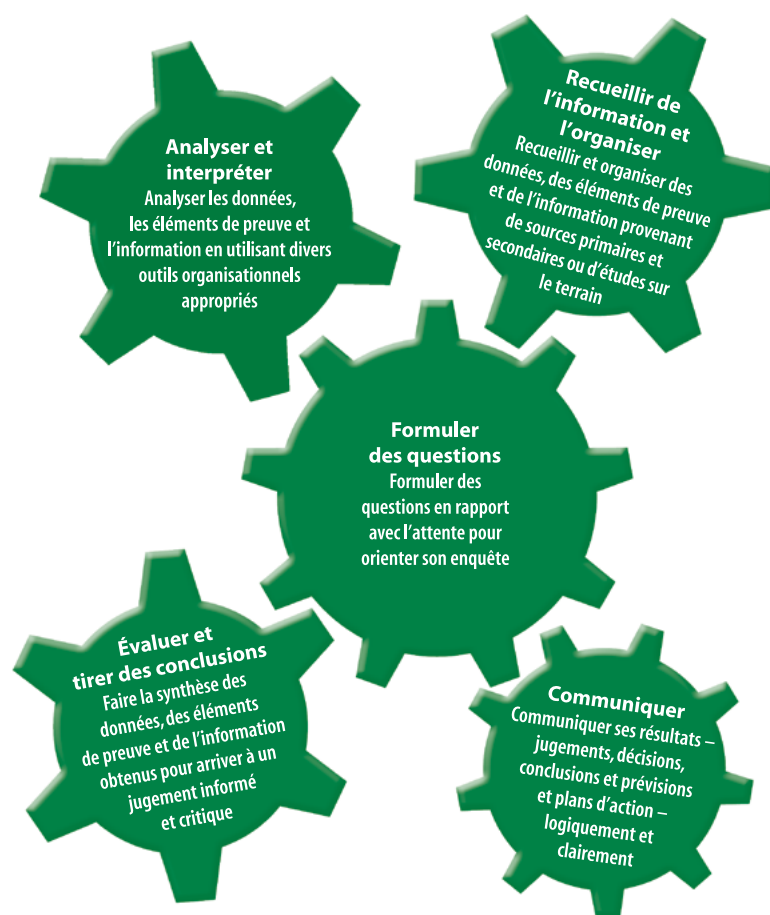 Analyser et
interpréter
Analyser les données,
les éléments de preuve et
l'information en utilisant divers
outils organisationnels
appropriés
Recueillir de
l'information et
l'organiser
Recueillir et organiser des
données, des éléments de preuve
et de l'information provenant
de sources primaires et
secondaires ou d'études sur
le terrain
Formuler
des questions
Formuler des
questions en rapport
avec l'attente pour
orienter son enquête
Évaluer et
tirer des conclusions
Faire la synthèse des
données, des éléments
de preuve et de l'information
obtenus pour arriver à un
jugement informé
et critique
Communiquer
Communiquer ses résultats –
jugements, décisions,
conclusions et prévisions
et plans d'action –
logiquement et
clairement